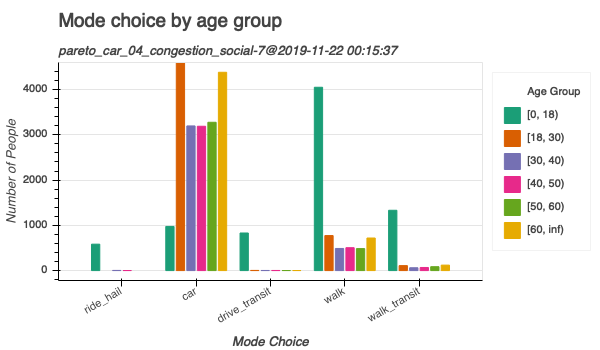 Mode choice by age group
pareto_car_04_congestion_social-7@2019-11-22 00:15:37
Number of People
4000
3000
2000
1000
0
ride_hail
car
drive_transit
walk
walk_transit
Mode Choice
Age Group
[0, 18)
[18, 30)
[30, 40)
[40, 50)
[50, 60)
[60, inf)